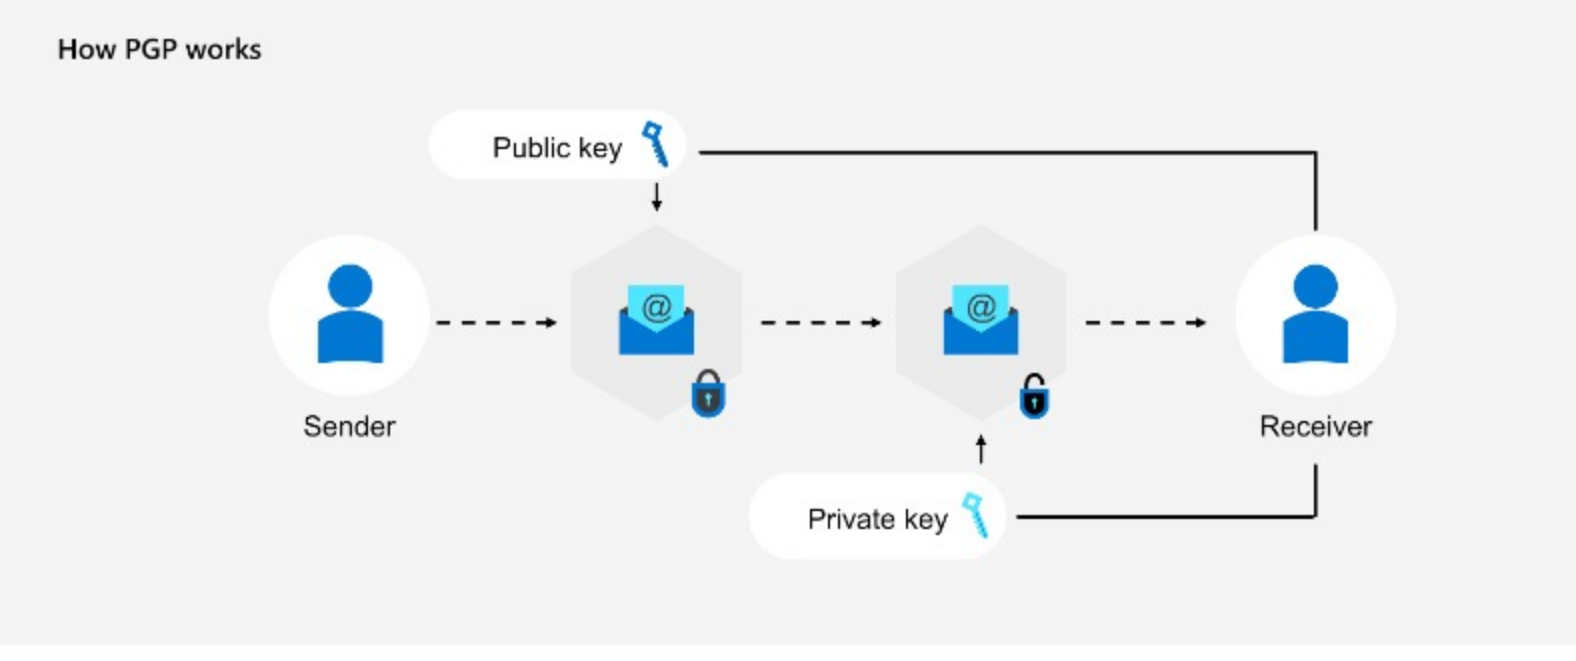 How PGP works
Public key
@
@
Sender
Receiver
Private key